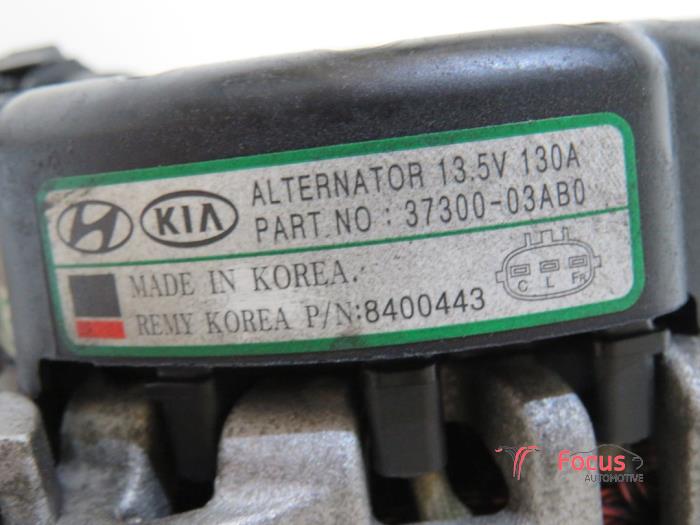 KIA
ALTERNATOR 13.5V 130A
PART.NO : 37300-03AB0
MADE IN KOREA.
REMY KOREA P/N:8400443
C L FR
Focus
AUTOMOTIVE